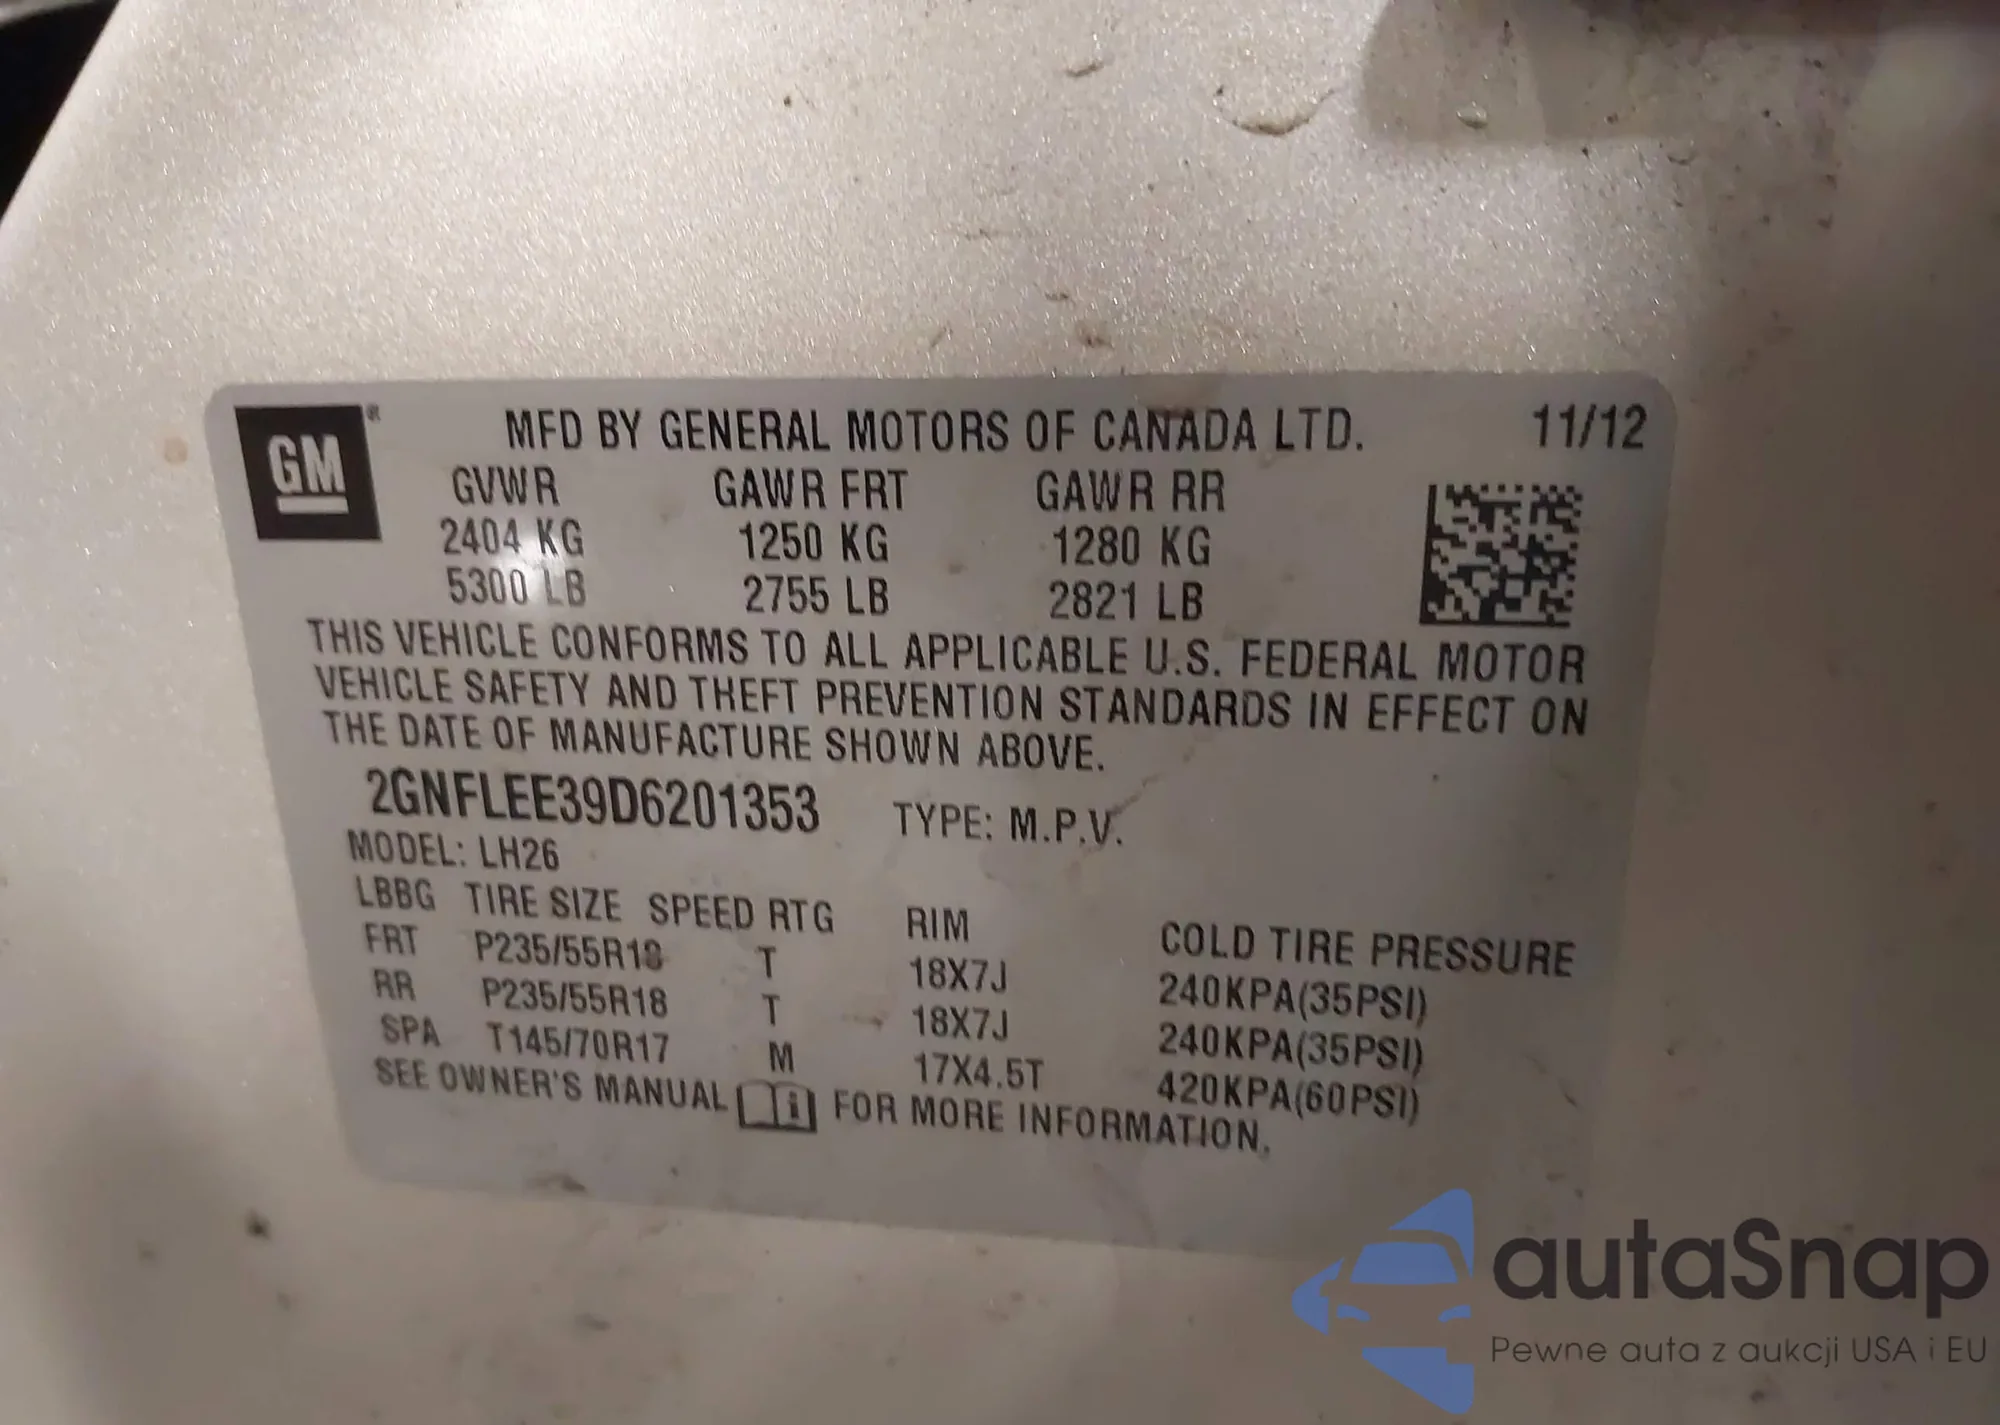 GM®
MFD BY GENERAL MOTORS OF CANADA LTD. 11/12
GVWR GAWR FRT GAWR RR
2404 KG 1250 KG 1280 KG
5300 LB 2755 LB 2821 LB
THIS VEHICLE CONFORMS TO ALL APPLICABLE U.S. FEDERAL MOTOR
VEHICLE SAFETY AND THEFT PREVENTION STANDARDS IN EFFECT ON
THE DATE OF MANUFACTURE SHOWN ABOVE.
2GNFLEE39D6201353 TYPE: M.P.V.
MODEL: LH26
LBBG TIRE SIZE SPEED RTG RIM COLD TIRE PRESSURE
FRT P235/55R18 T 18X7J 240KPA(35PSI)
RR P235/55R18 T 18X7J 240KPA(35PSI)
SPA T145/70R17 M 17X4.5T 420KPA(60PSI)
SEE OWNER'S MANUAL i FOR MORE INFORMATION.
autaSnap
Pewne auta z aukcji USA i EU